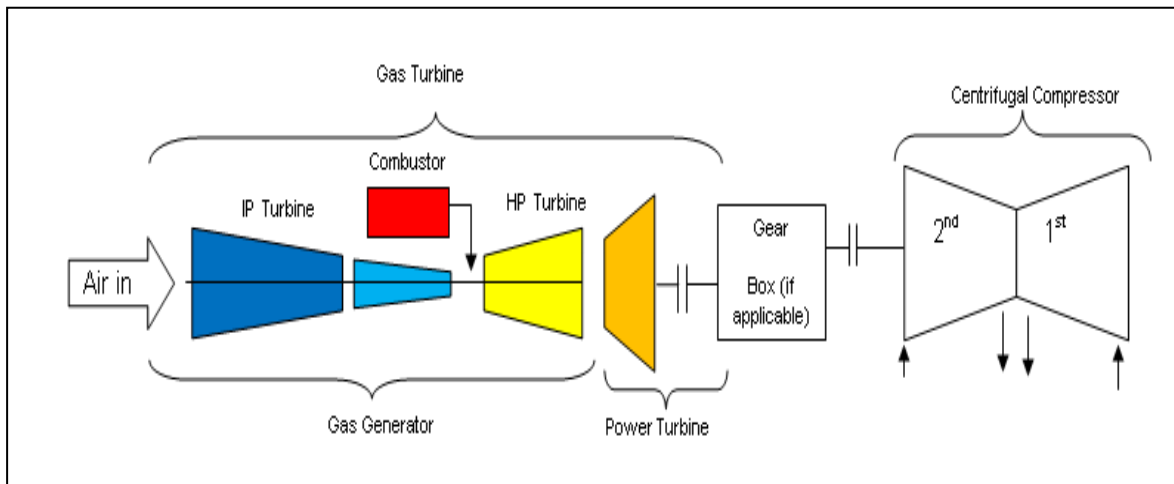 Gas Turbine
Centrifugal Compressor
Combustor
IP Turbine
HP Turbine
Air in
Gear
Box (if
applicable)
2nd
1st
Gas Generator
Power Turbine